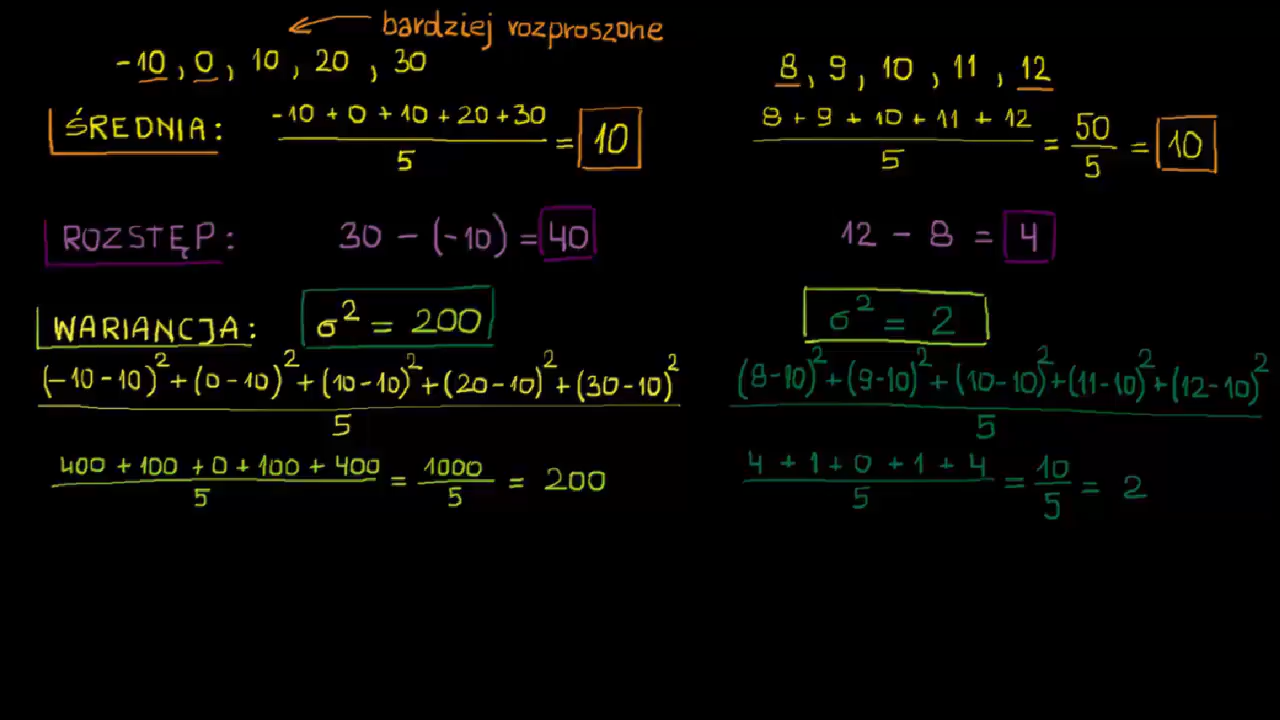 bardziej rozproszone
-10, 0, 10, 20, 30
8, 9, 10, 11, 12
ŚREDNIA: (-10 + 0 + 10 + 20 + 30)/5 = 10
(8 + 9 + 10 + 11 + 12)/5 = 50/5 = 10
ROZSTĘP: 30 - (-10) = 40
12 - 8 = 4
WARIANCJA: σ² = 200
σ² = 2
((-10-10)² + (0-10)² + (10-10)² + (20-10)² + (30-10)²)/5
((8-10)² + (9-10)² + (10-10)² + (11-10)² + (12-10)²)/5
(400 + 100 + 0 + 100 + 400)/5 = 1000/5 = 200
(4 + 1 + 0 + 1 + 4)/5 = 10/5 = 2